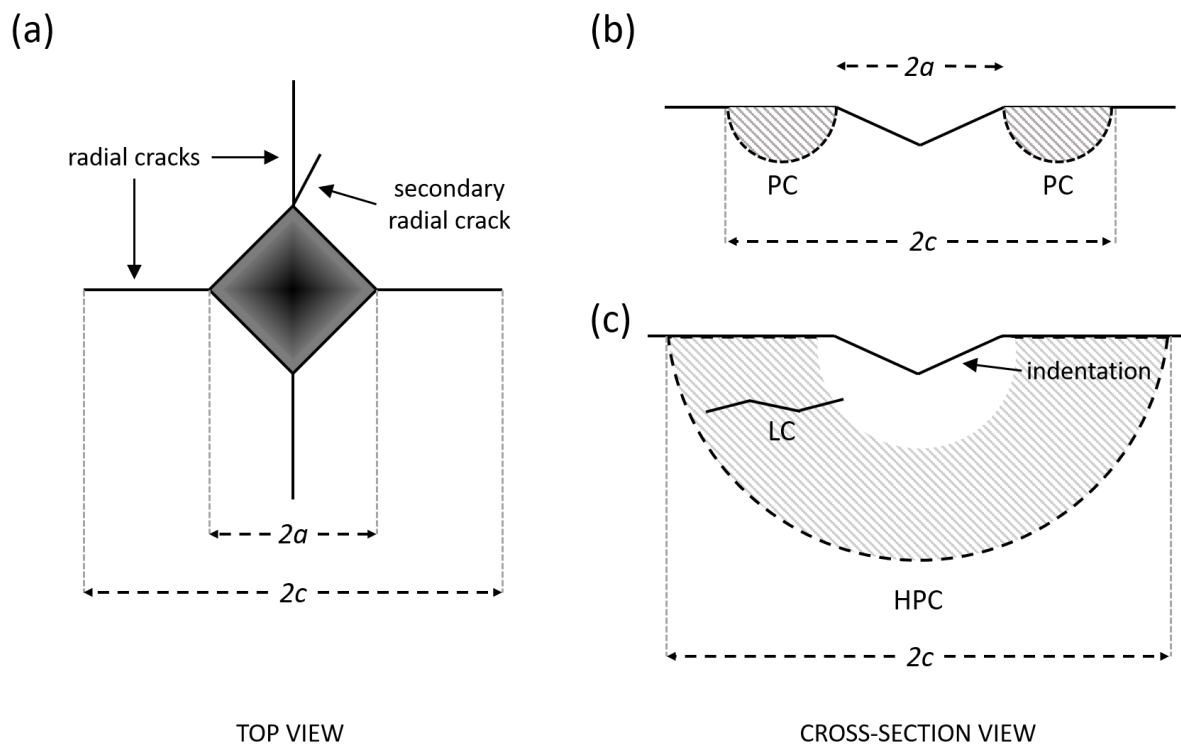 (a)
radial cracks
secondary
radial crack
2a
2c
TOP VIEW
(b)
2a
PC
PC
2c
(c)
indentation
LC
HPC
2c
CROSS-SECTION VIEW